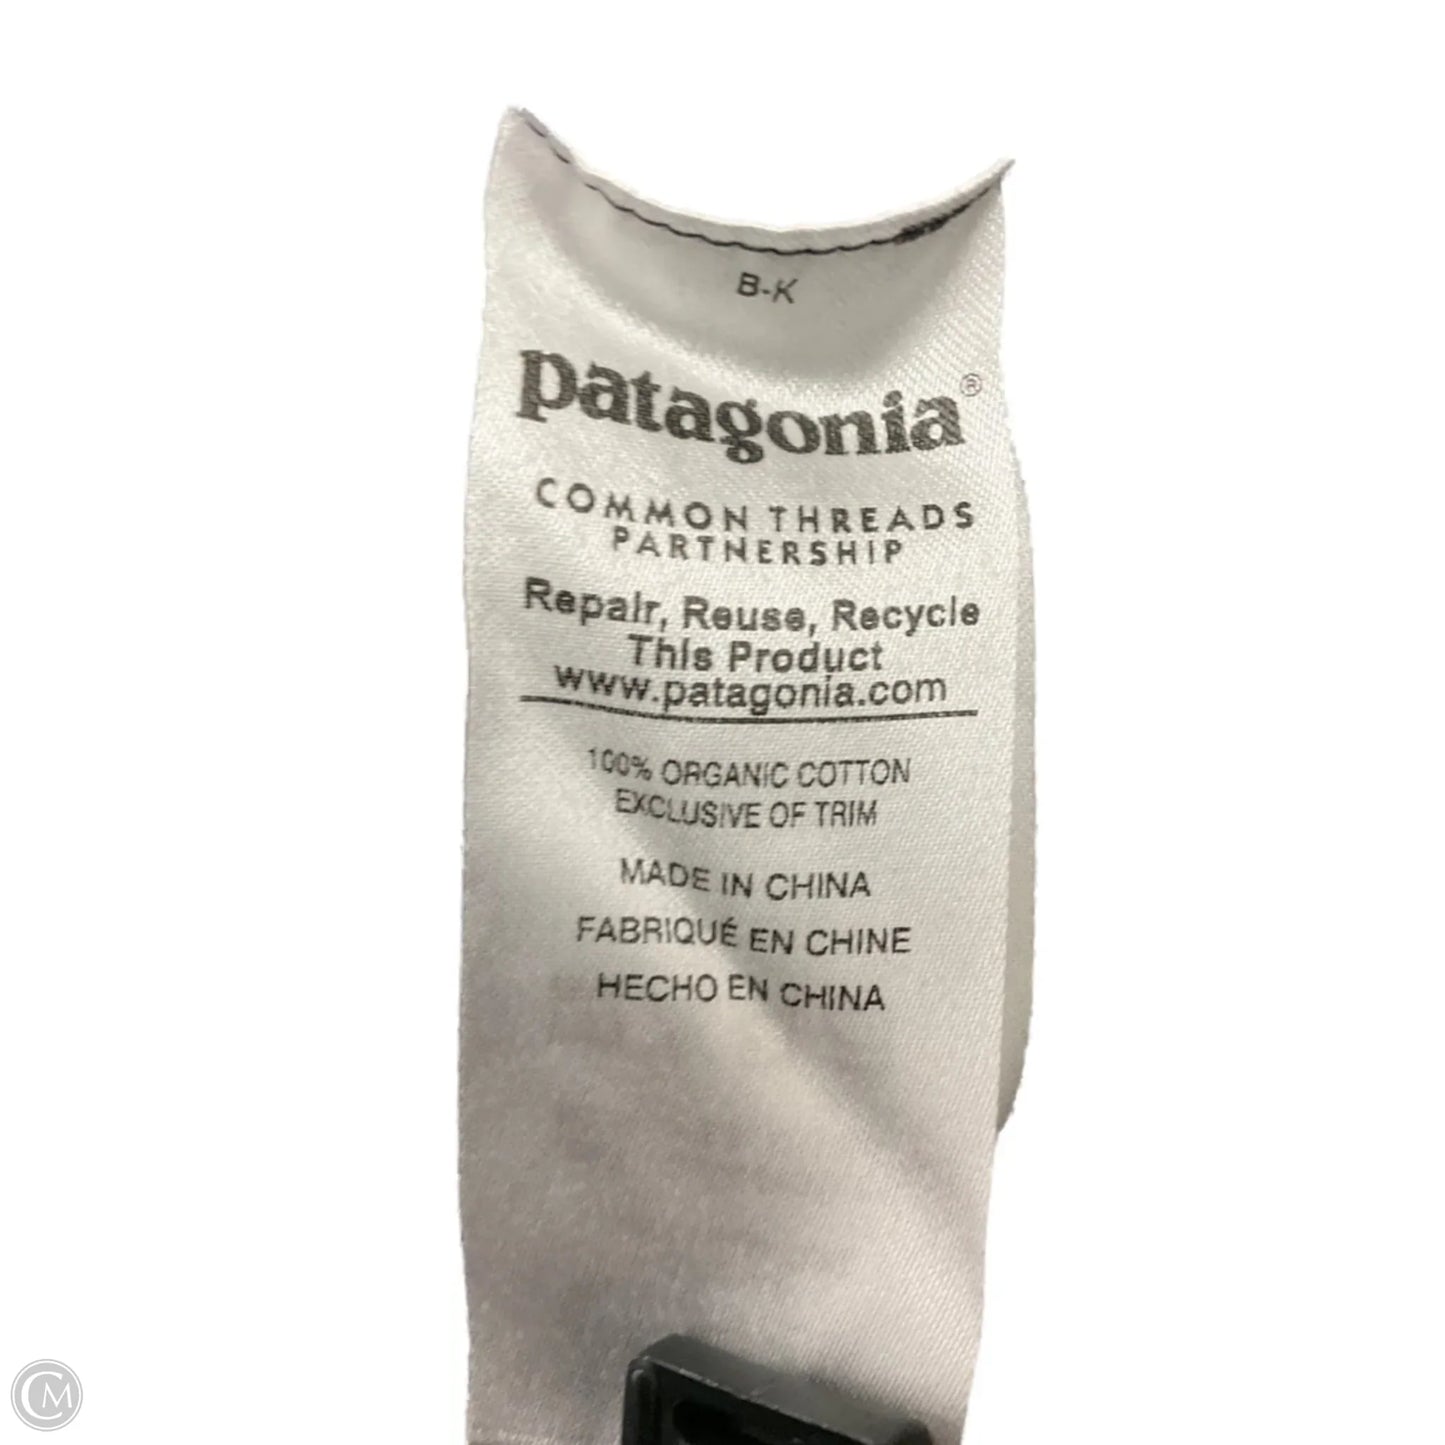 B-K
patagonia®
COMMON THREADS
PARTNERSHIP
Repair, Reuse, Recycle
This Product
www.patagonia.com
100% ORGANIC COTTON
EXCLUSIVE OF TRIM
MADE IN CHINA
FABRIQUÉ EN CHINE
HECHO EN CHINA
CM